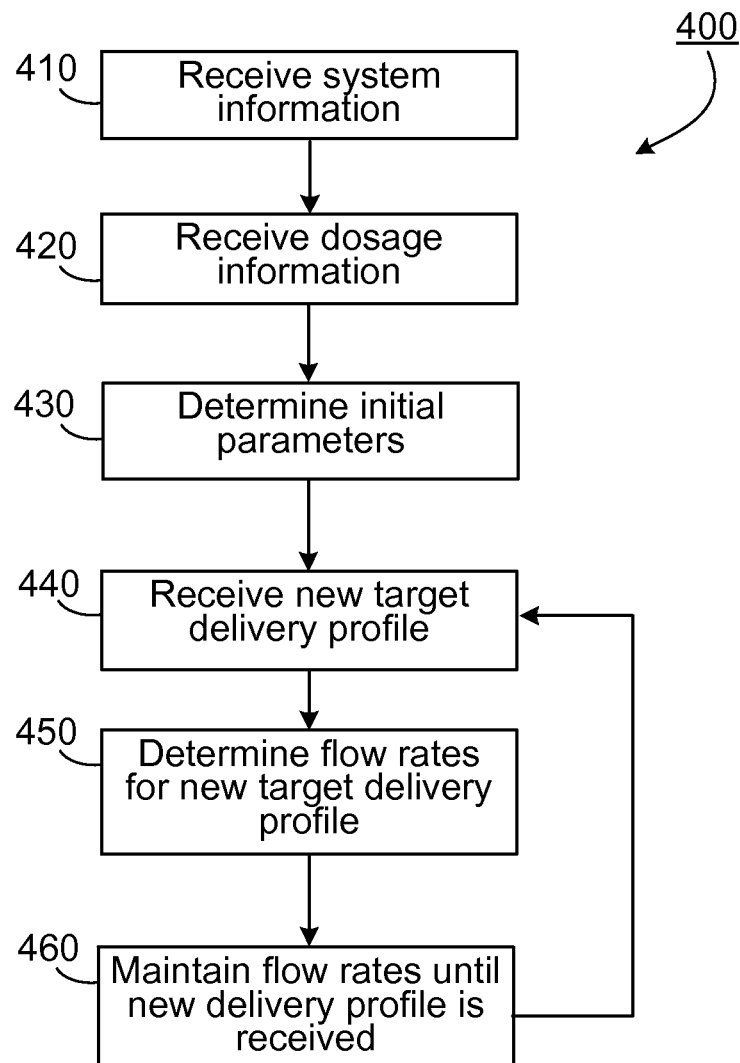 400
410
Receive system
information
420
Receive dosage
information
430
Determine initial
parameters
440
Receive new target
delivery profile
450
Determine flow rates
for new target delivery
profile
460
Maintain flow rates until
new delivery profile is
received